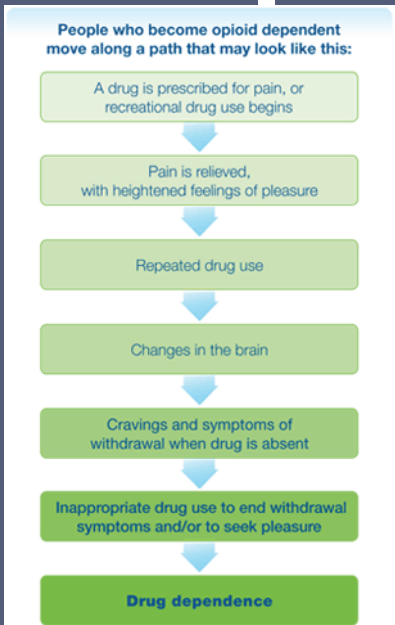 People who become opioid dependent
move along a path that may look like this:
A drug is prescribed for pain, or
recreational drug use begins
Pain is relieved,
with heightened feelings of pleasure
Repeated drug use
Changes in the brain
Cravings and symptoms of
withdrawal when drug is absent
Inappropriate drug use to end withdrawal
symptoms and/or to seek pleasure
Drug dependence